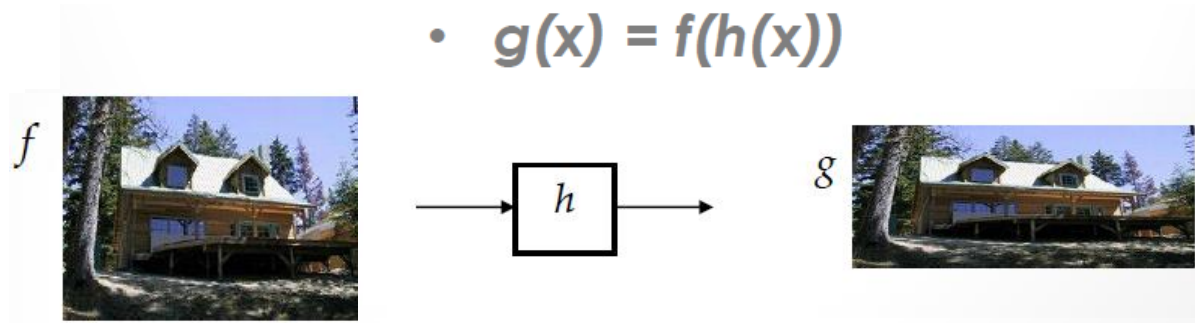 • g(x) = f(h(x))
f
h
g